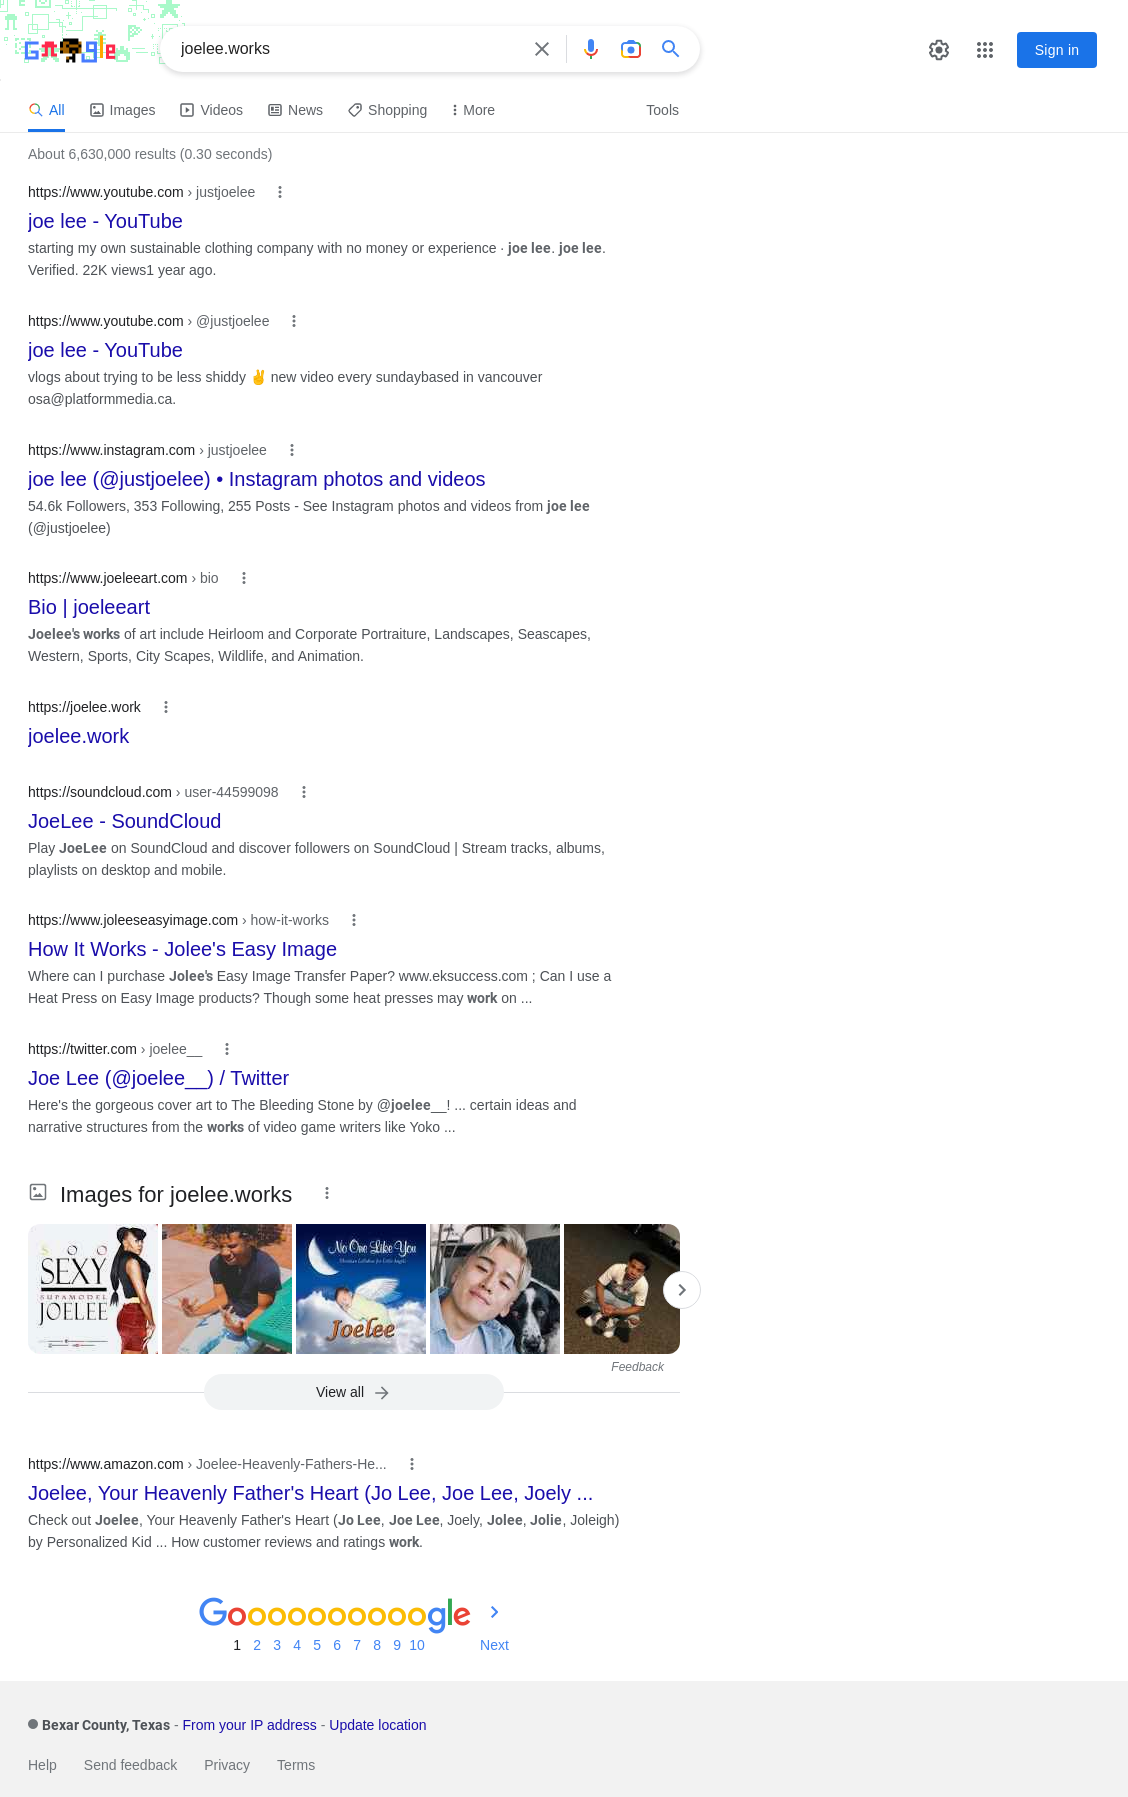 Google
joelee.works
Sign in
All Images Videos News Shopping More Tools
About 6,630,000 results (0.30 seconds)
https://www.youtube.com › justjoelee
joe lee - YouTube
starting my own sustainable clothing company with no money or experience · joe lee. joe lee.
Verified. 22K views1 year ago.
https://www.youtube.com › @justjoelee
joe lee - YouTube
vlogs about trying to be less shiddy ✌️ new video every sundaybased in vancouver
osa@platformmedia.ca.
https://www.instagram.com › justjoelee
joe lee (@justjoelee) • Instagram photos and videos
54.6k Followers, 353 Following, 255 Posts - See Instagram photos and videos from joe lee
(@justjoelee)
https://www.joeleeart.com › bio
Bio | joeleeart
Joelee's works of art include Heirloom and Corporate Portraiture, Landscapes, Seascapes,
Western, Sports, City Scapes, Wildlife, and Animation.
https://joelee.work
joelee.work
https://soundcloud.com › user-44599098
JoeLee - SoundCloud
Play JoeLee on SoundCloud and discover followers on SoundCloud | Stream tracks, albums,
playlists on desktop and mobile.
https://www.joleeseasyimage.com › how-it-works
How It Works - Jolee's Easy Image
Where can I purchase Jolee's Easy Image Transfer Paper? www.eksuccess.com ; Can I use a
Heat Press on Easy Image products? Though some heat presses may work on ...
https://twitter.com › joelee__
Joe Lee (@joelee__) / Twitter
Here's the gorgeous cover art to The Bleeding Stone by @joelee__! ... certain ideas and
narrative structures from the works of video game writers like Yoko ...
Images for joelee.works
SOO
SEXY
SUPAMODEL
JOELEE
No One Like You
Christian Lullabies for Little Angels
Joelee
Feedback
View all
https://www.amazon.com › Joelee-Heavenly-Fathers-He...
Joelee, Your Heavenly Father's Heart (Jo Lee, Joe Lee, Joely ...
Check out Joelee, Your Heavenly Father's Heart (Jo Lee, Joe Lee, Joely, Jolee, Jolie, Joleigh)
by Personalized Kid ... How customer reviews and ratings work.
Goooooooooogle
1 2 3 4 5 6 7 8 9 10 Next
Bexar County, Texas - From your IP address - Update location
Help Send feedback Privacy Terms